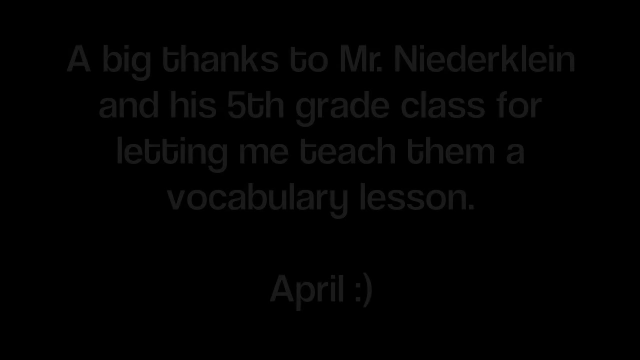 A big thanks to Mr. Niederklein
and his 5th grade class for
letting me teach them a
vocabulary lesson.
April :)